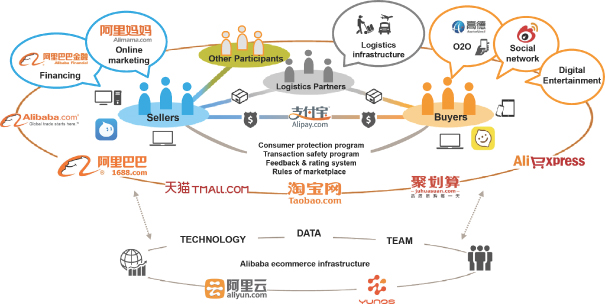 阿里妈妈
Alimama.com
Online
marketing
阿里巴巴金融
Alibaba Financial
Financing
Other Participants
Logistics
infrastructure
高德
O2O
Social
network
Digital
Entertainment
Logistics Partners
Alibaba.com
Global trade starts here.™
Sellers
支付宝
Alipay.com
Buyers
Consumer protection program
Transaction safety program
Feedback & rating system
Rules of marketplace
阿里巴巴
1688.com
天猫 TMALL.COM
淘宝网
Taobao.com
聚划算
juhuasuan.com
AliExpress
TECHNOLOGY
DATA
TEAM
Alibaba ecommerce infrastructure
阿里云
aliyun.com
YUNOS